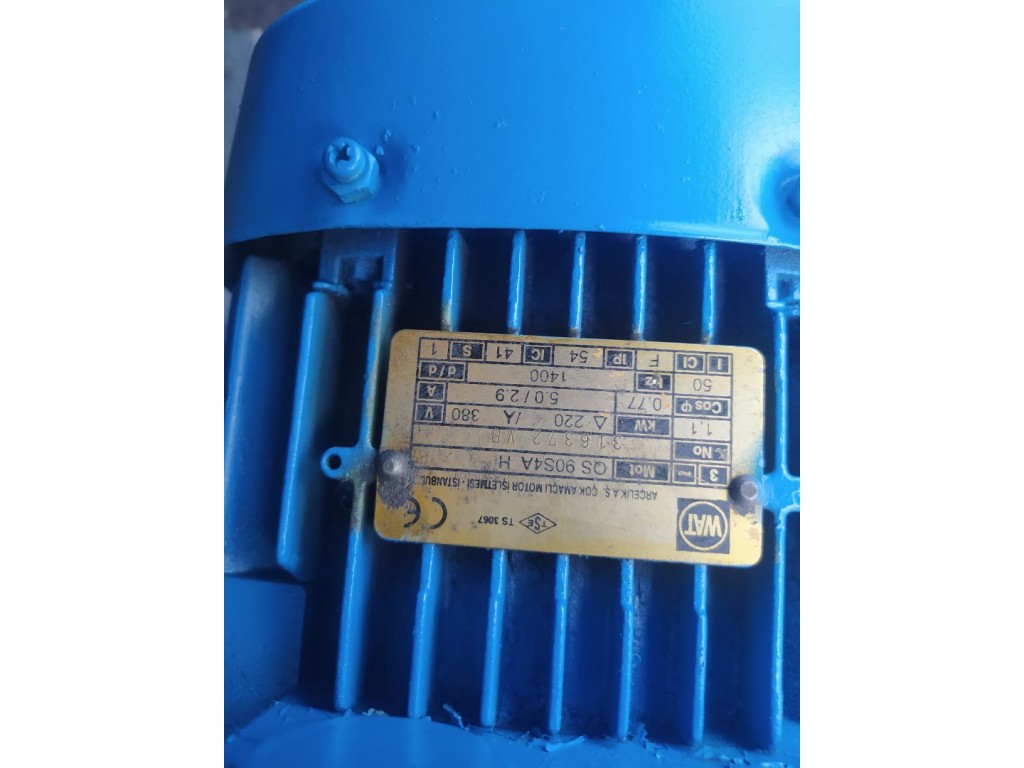 WAT
TSE TS 3067 CE
ARÇELİK A.Ş. ÇOK AMAÇLI MOTOR İŞLETMESİ - İSTANBUL
3 ~ Mot QS 90S4A H
No 316372 VB
1.1 kW Δ 220 /Y 380 V
Cos φ 0.77 5.0/2.9 A
50 Hz 1400 d/d
I Cl F IP 54 IC 41 S 1